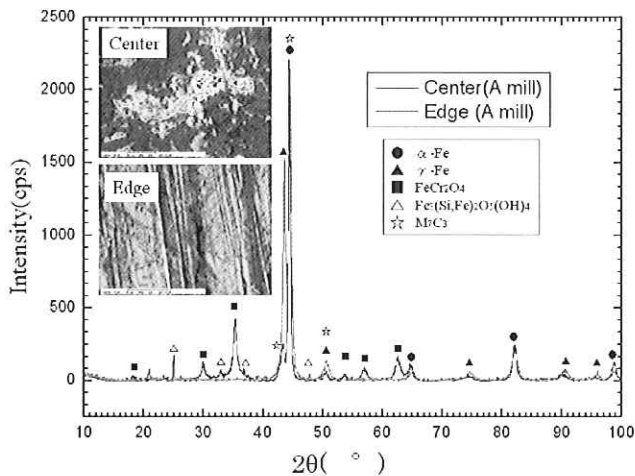 2500
2000
1500
1000
500
0
Intensity(cps)
Center
Edge
Center(A mill)
Edge (A mill)
● α-Fe
▲ γ-Fe
■ FeCr2O4
△ Fe3(Si,Fe)2O5(OH)4
☆ M7C3
10 20 30 40 50 60 70 80 90 100
2θ( ° )